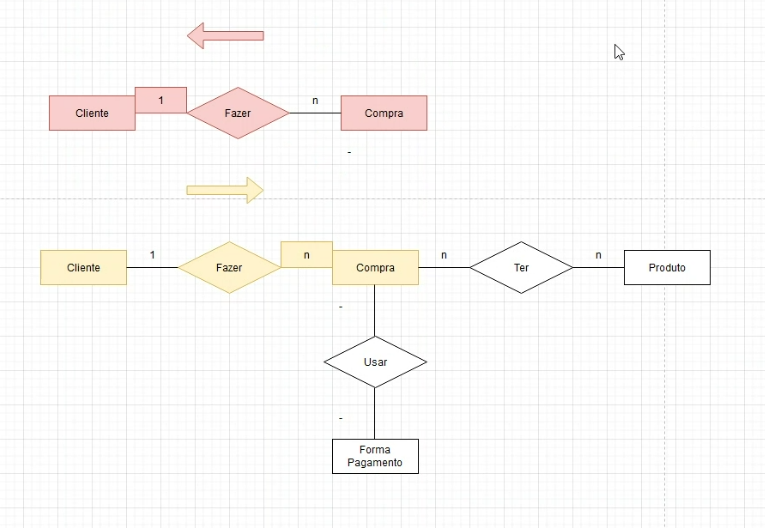 Cliente
1
Fazer
n
Compra
-
Cliente
1
Fazer
n
Compra
n
Ter
n
Produto
-
Usar
-
Forma
Pagamento